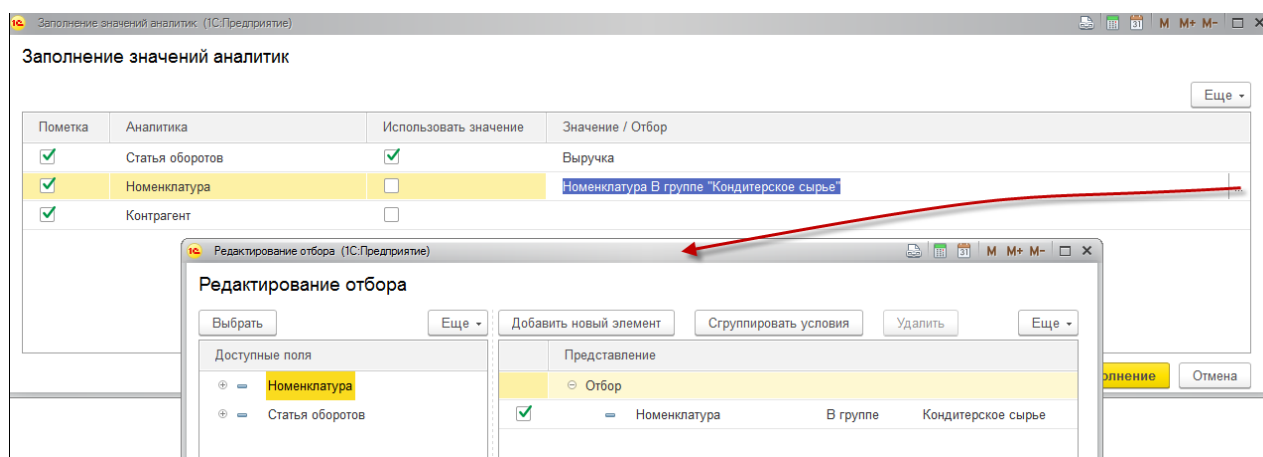 Заполнение значений аналитик (1С:Предприятие)
M M+ M-
Заполнение значений аналитик
Еще
Пометка Аналитика Использовать значение Значение / Отбор
Статья оборотов Выручка
Номенклатура Номенклатура В группе "Кондитерское сырье" ...
Контрагент
Редактирование отбора (1С:Предприятие) M M+ M-
Редактирование отбора
Выбрать Еще Добавить новый элемент Сгруппировать условия Удалить Еще
Доступные поля Представление
олнение Отмена
Номенклатура Отбор
Статья оборотов Номенклатура В группе Кондитерское сырье